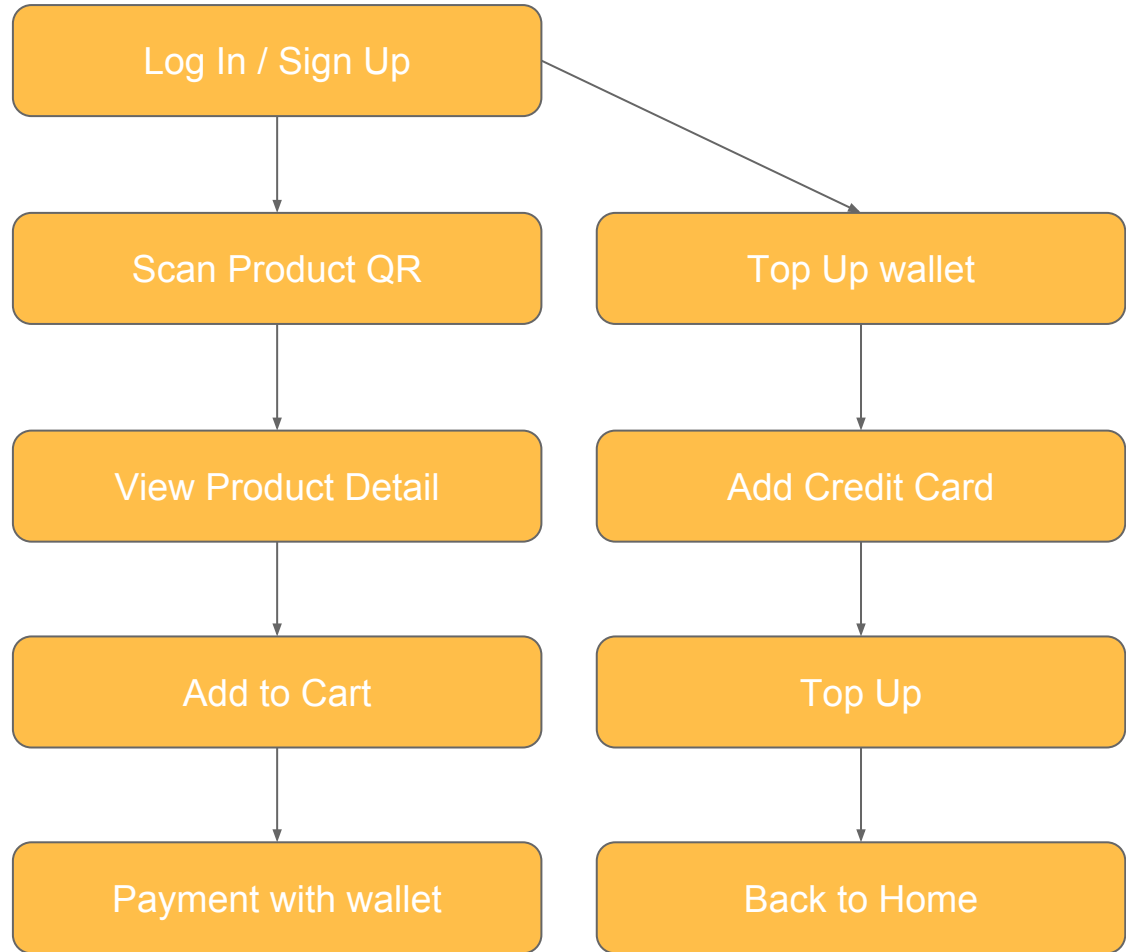 Log In / Sign Up
Scan Product QR
Top Up wallet
View Product Detail
Add Credit Card
Add to Cart
Top Up
Payment with wallet
Back to Home